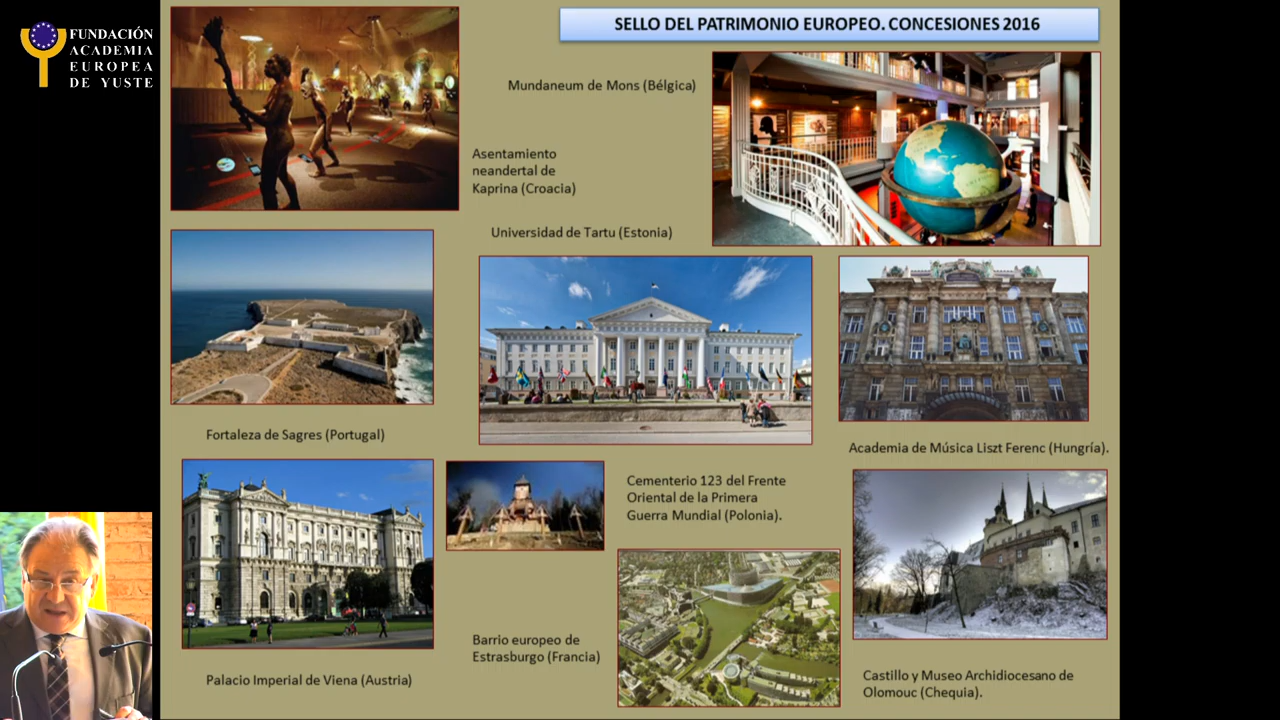 FUNDACIÓN
ACADEMIA
EUROPEA
DE YUSTE
SELLO DEL PATRIMONIO EUROPEO. CONCESIONES 2016
Mundaneum de Mons (Bélgica)
Asentamiento
neandertal de
Kaprina (Croacia)
Universidad de Tartu (Estonia)
Fortaleza de Sagres (Portugal)
Academia de Música Liszt Ferenc (Hungría).
Cementerio 123 del Frente
Oriental de la Primera
Guerra Mundial (Polonia).
Barrio europeo de
Estrasburgo (Francia)
Palacio Imperial de Viena (Austria)
Castillo y Museo Archidiocesano de
Olomouc (Chequia).